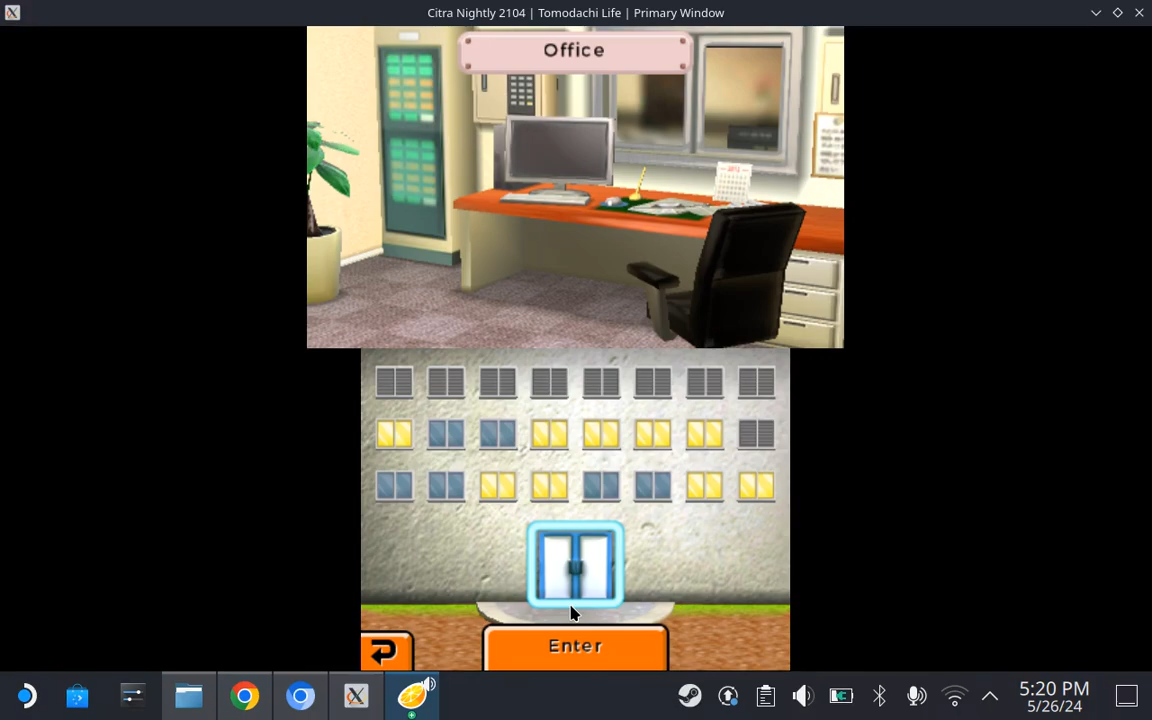 Citra Nightly 2104 | Tomodachi Life | Primary Window
Office
Enter
5:20 PM
5/26/24